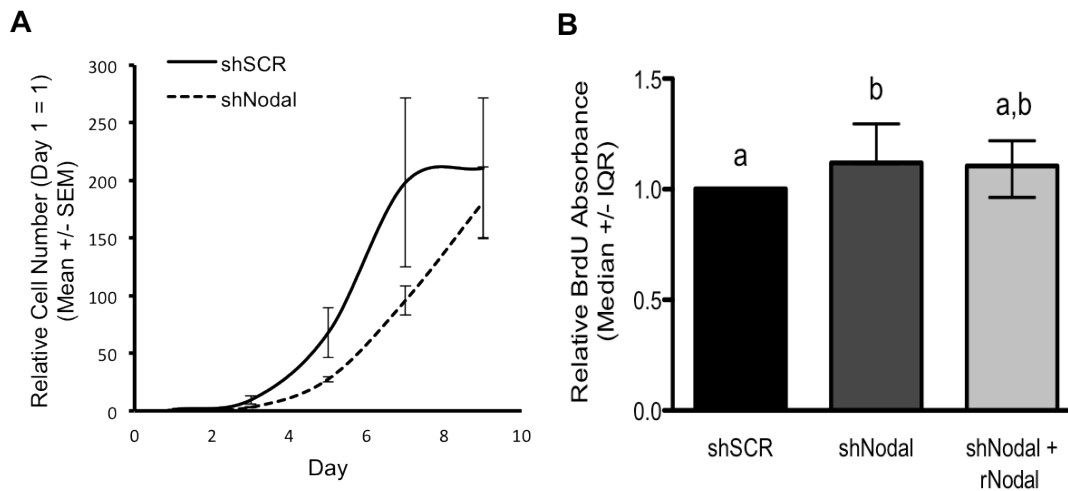 A
Relative Cell Number (Day 1 = 1)
(Mean +/- SEM)
300
250
200
150
100
50
0
shSCR
shNodal
0
2
4
6
8
10
Day
B
Relative BrdU Absorbance
(Median +/- IQR)
1.5
1.0
0.5
0.0
a
b
a,b
shSCR
shNodal
shNodal +
rNodal